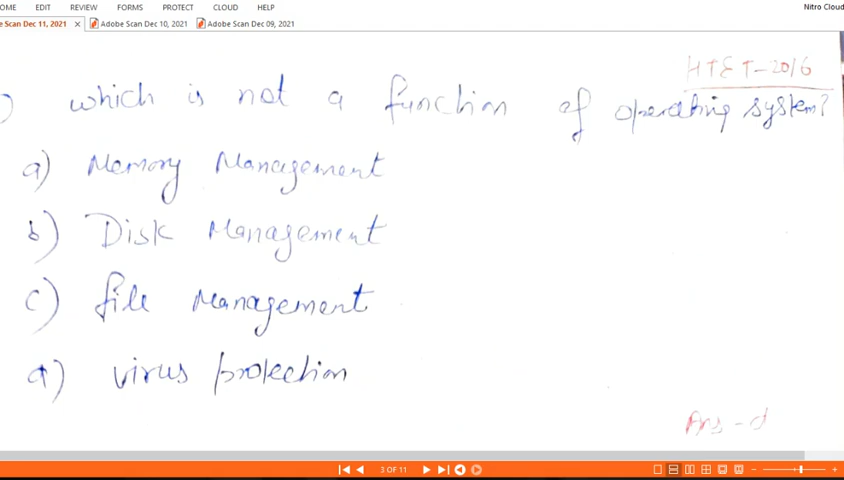 OME EDIT REVIEW FORMS PROTECT CLOUD HELP Nitro Cloud
e Scan Dec 11, 2021 × Adobe Scan Dec 10, 2021 Adobe Scan Dec 09, 2021
HTET-2016
) which is not a function of operating system?
a) Memory Management
b) Disk Management
c) file Management
d) virus protection
Ans - d
3 OF 11